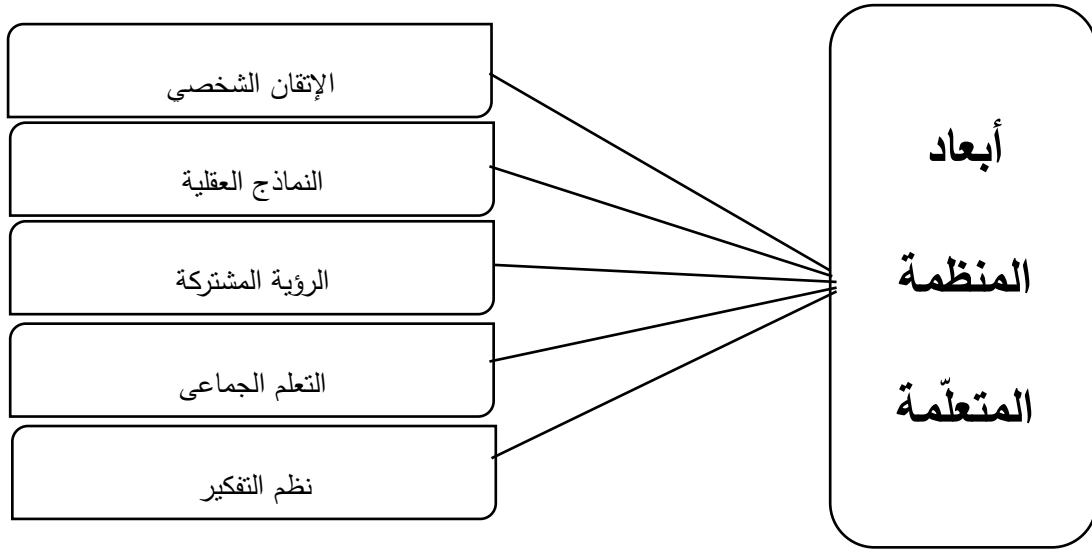 أبعاد
المنظمة
المتعلّمة
الإتقان الشخصي
النماذج العقلية
الرؤية المشتركة
التعلم الجماعى
نظم التفكير